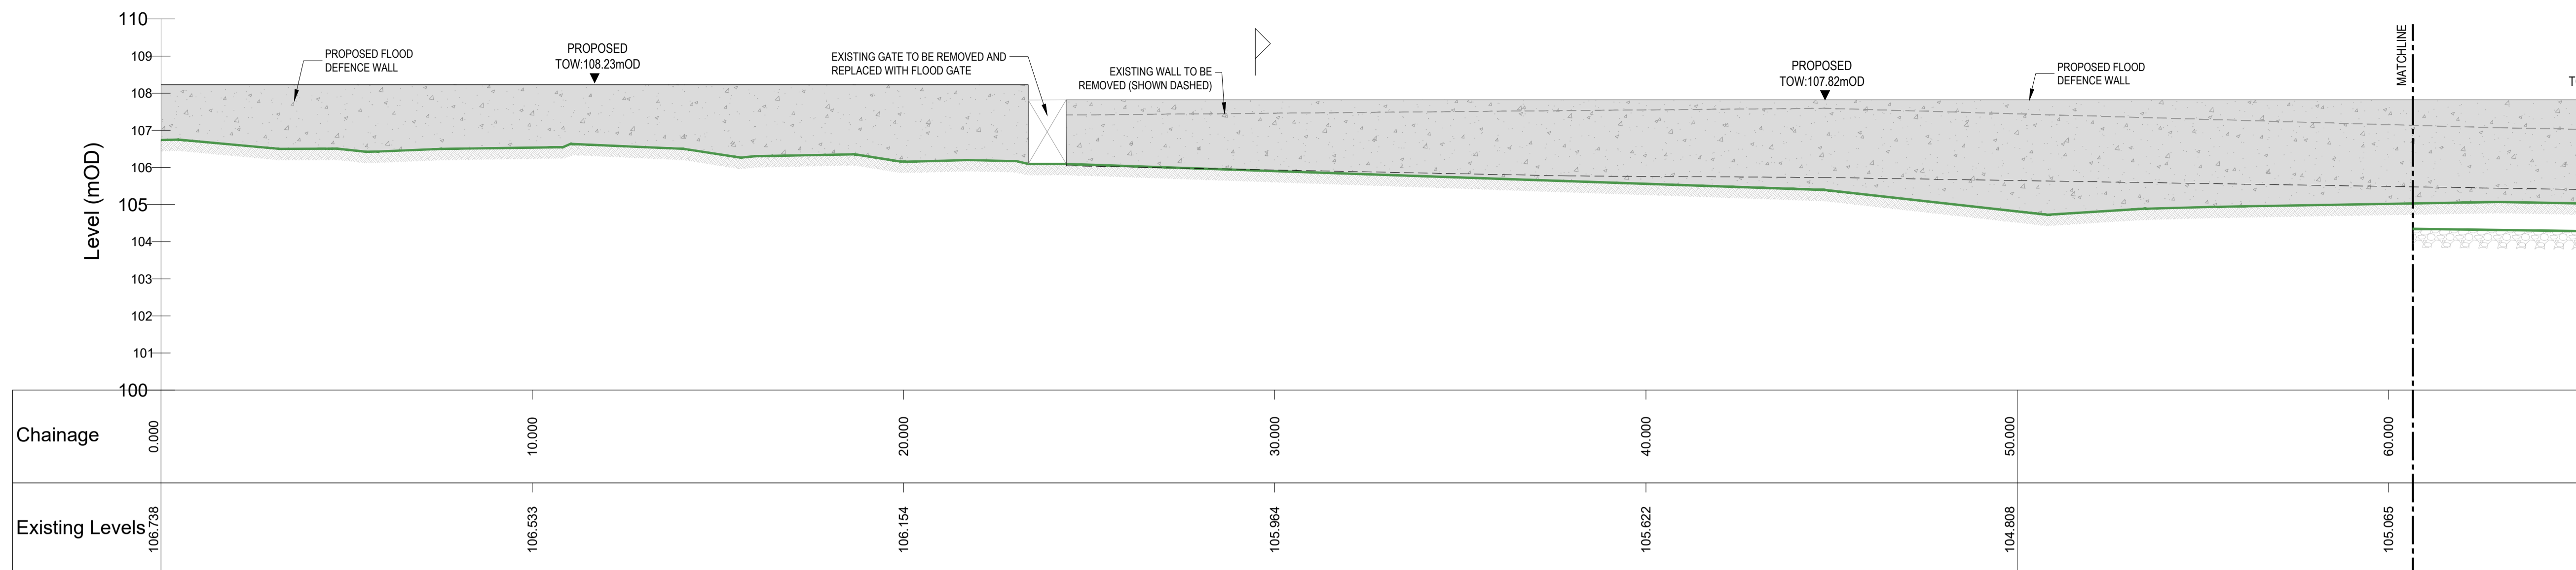 110
109
108
107
106
105
104
103
102
101
100
Level (mOD)
PROPOSED FLOOD
DEFENCE WALL
PROPOSED
TOW:108.23mOD
EXISTING GATE TO BE REMOVED AND
REPLACED WITH FLOOD GATE
EXISTING WALL TO BE
REMOVED (SHOWN DASHED)
PROPOSED
TOW:107.82mOD
PROPOSED FLOOD
DEFENCE WALL
MATCHLINE
Chainage
0.000
10.000
20.000
30.000
40.000
50.000
60.000
Existing Levels
106.738
106.533
106.154
105.964
105.622
104.808
105.065